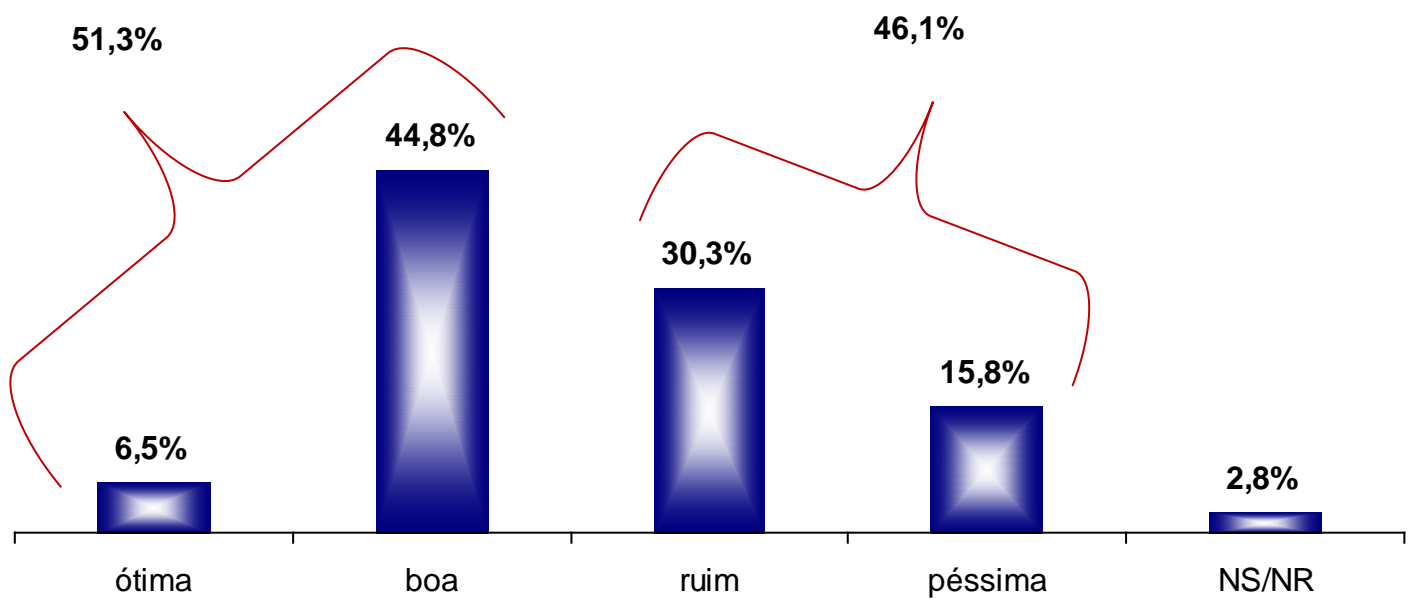 51,3%
46,1%
44,8%
30,3%
15,8%
6,5%
2,8%
ótima
boa
ruim
péssima
NS/NR